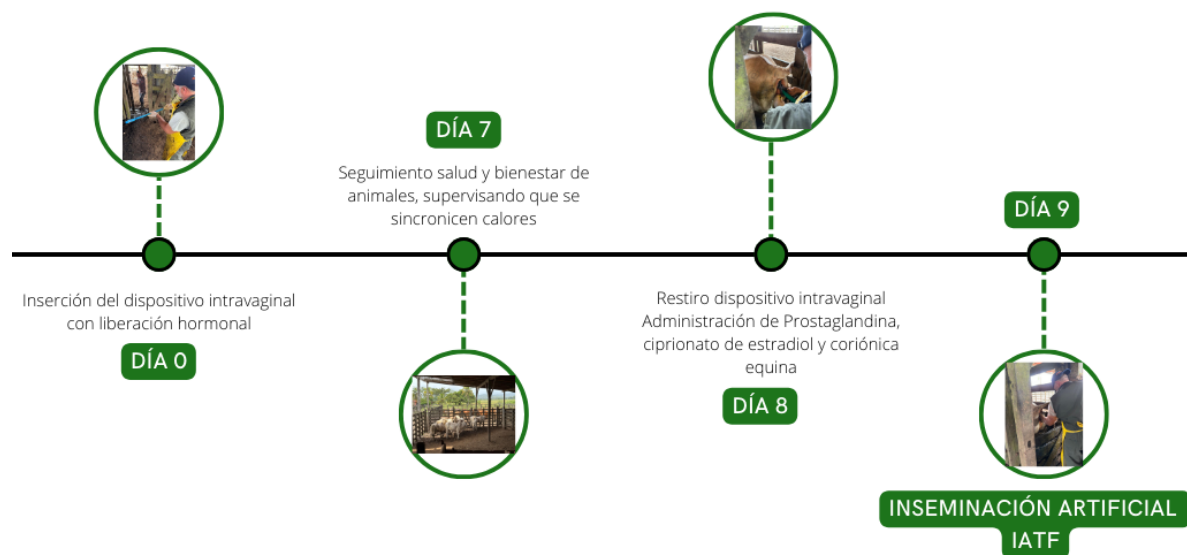 DÍA 0
Inserción del dispositivo intravaginal
con liberación hormonal
DÍA 7
Seguimiento salud y bienestar de
animales, supervisando que se
sincronicen calores
Restiro dispositivo intravaginal
Administración de Prostaglandina,
ciprionato de estradiol y coriónica
equina
DÍA 8
DÍA 9
INSEMINACIÓN ARTIFICIAL
IATF